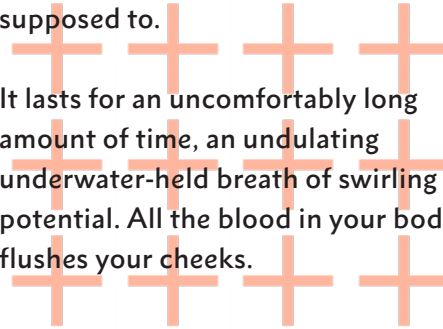 supposed to.
It lasts for an uncomfortably long
amount of time, an undulating
underwater-held breath of swirling
potential. All the blood in your bod
flushes your cheeks.